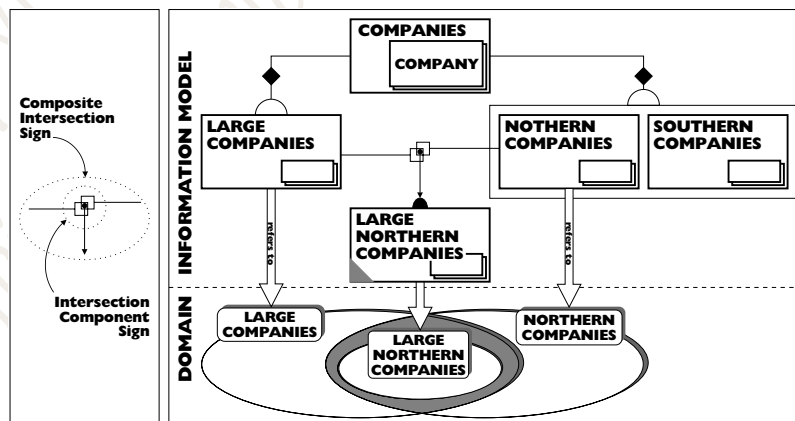 Composite
Intersection
Sign
Intersection
Component
Sign
INFORMATION MODEL
COMPANIES
COMPANY
LARGE
COMPANIES
NOTHERN
COMPANIES
SOUTHERN
COMPANIES
LARGE
NORTHERN
COMPANIES
refers to
refers to
DOMAIN
LARGE
COMPANIES
LARGE
NORTHERN
COMPANIES
NORTHERN
COMPANIES